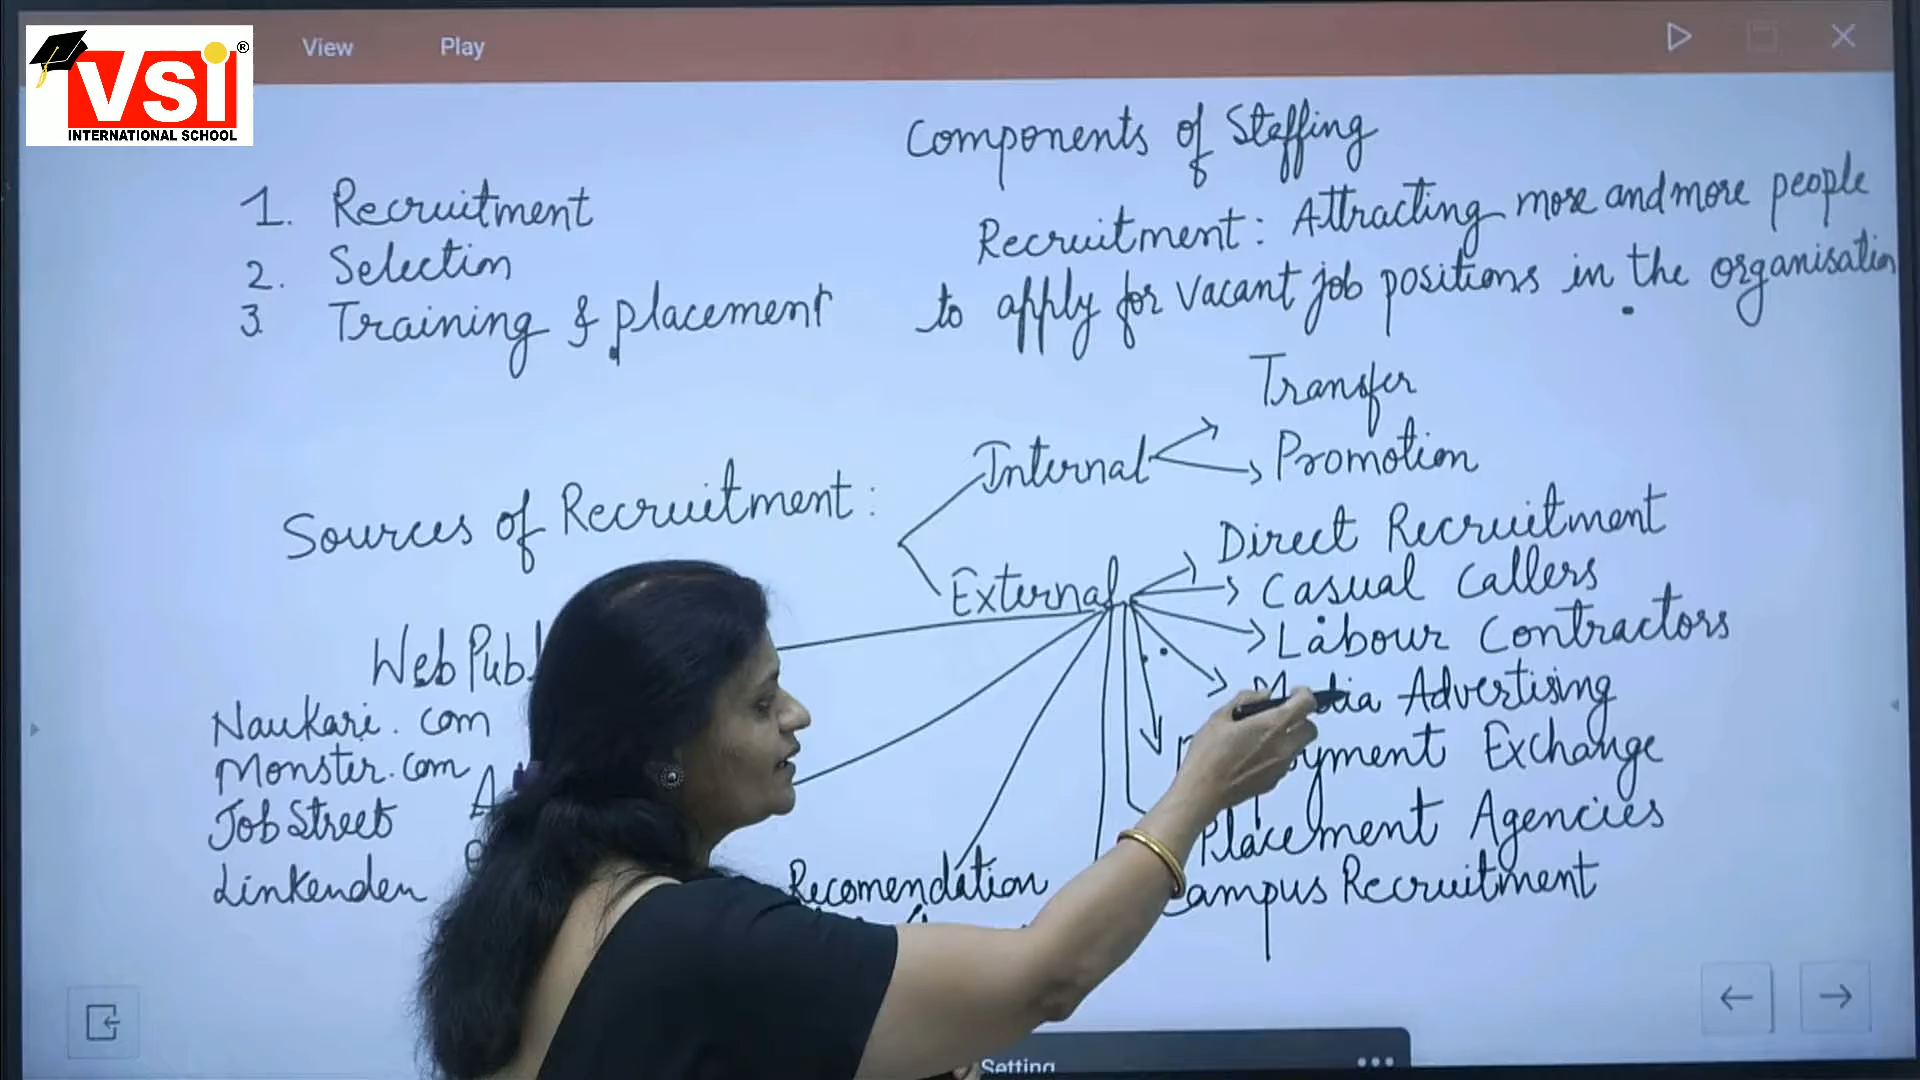 VSI ®
INTERNATIONAL SCHOOL
View
Play
Components of Staffing
1. Recruitment
2. Selection
3 Training & placement
Recruitment: Attracting more and more people
to apply for vacant job positions in the organisation
Sources of Recruitment:
Internal
Transfer
Promotion
External
Direct Recruitment
Casual Callers
Labour Contractors
Advertising
Exchange
Placement Agencies
Campus Recruitment
Recomendation
Web
Naukari.com
Monster.com
Job Street
Linkenden
Setting